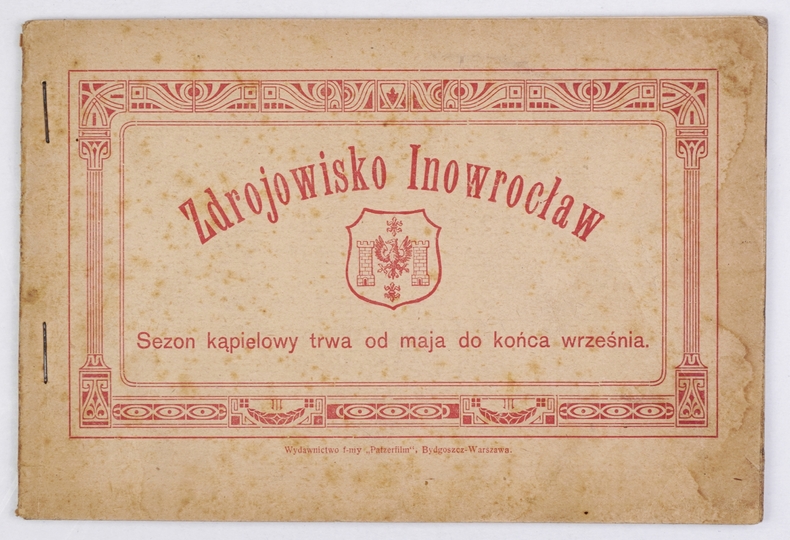 Zdrojowisko Inowrocław
Sezon kąpielowy trwa od maja do końca września.
Wydawnictwo f-my „Patzerfilm“, Bydgoszcz-Warszawa.